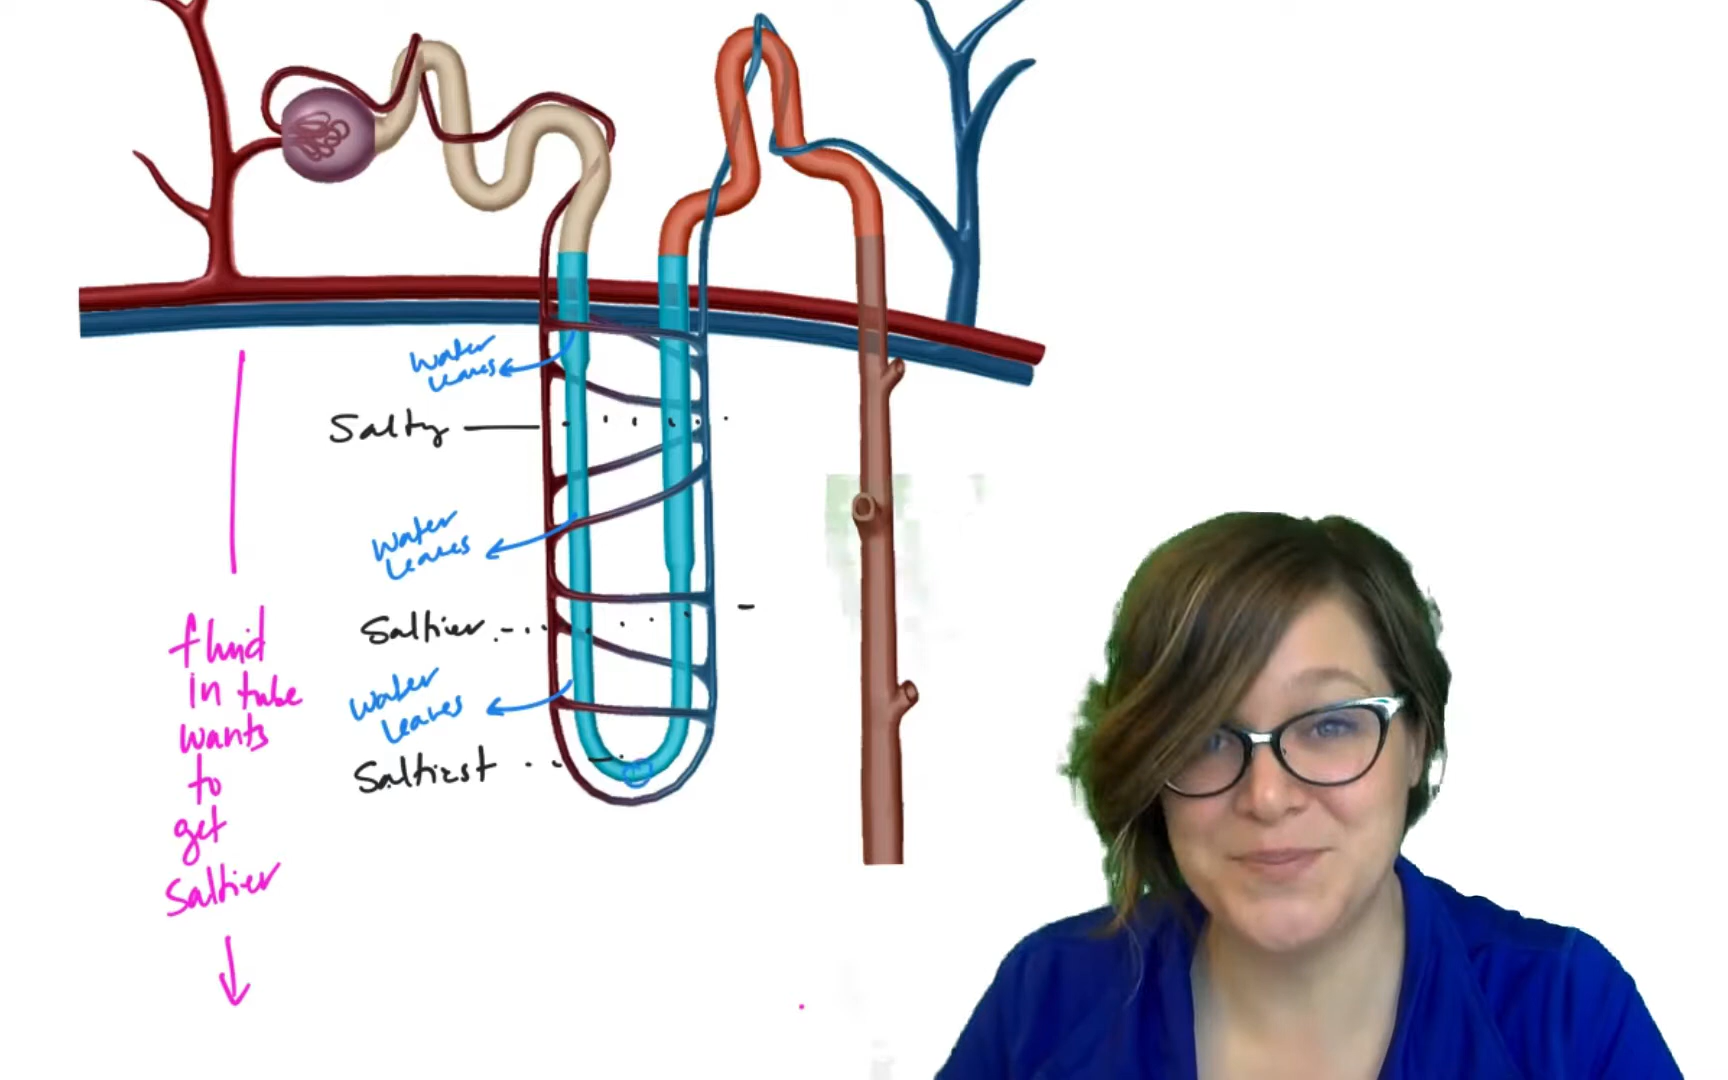 Water
leaves
Salty
Water
leaves
Saltier
Water
leaves
Saltiest
fluid
in tube
wants
to
get
Saltier